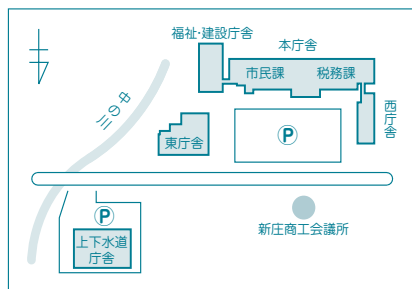 福祉・建設庁舎
本庁舎
市民課
税務課
西庁舎
中の川
東庁舎
P
新庄商工会議所
P
上下水道
庁舎